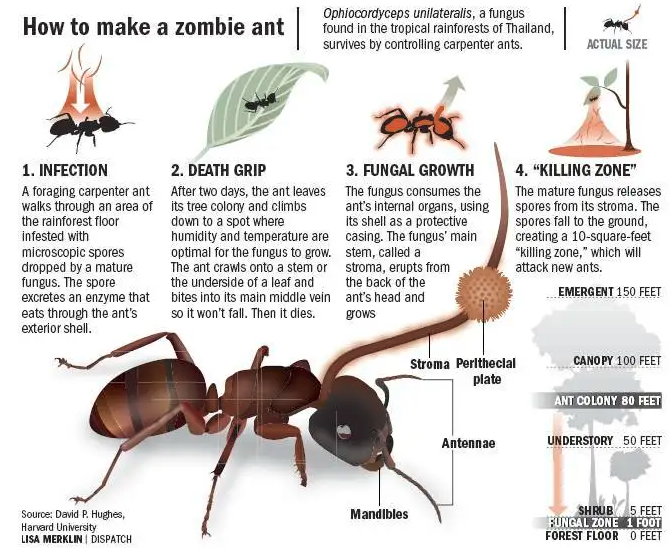 How to make a zombie ant
Ophiocordyceps unilateralis, a fungus
found in the tropical rainforests of Thailand,
survives by controlling carpenter ants.
ACTUAL SIZE
1. INFECTION
A foraging carpenter ant
walks through an area of
the rainforest floor
infested with
microscopic spores
dropped by a mature
fungus. The spore
excretes an enzyme that
eats through the ant's
exterior shell.
2. DEATH GRIP
After two days, the ant leaves
its tree colony and climbs
down to a spot where
humidity and temperature are
optimal for the fungus to grow.
The ant crawls onto a stem or
the underside of a leaf and
bites into its main middle vein
so it won't fall. Then it dies.
3. FUNGAL GROWTH
The fungus consumes the
ant's internal organs, using
its shell as a protective
casing. The fungus' main
stem, called a
stroma, erupts from
the back of the
ant's head and
grows
4. “KILLING ZONE”
The mature fungus releases
spores from its stroma. The
spores fall to the ground,
creating a 10-square-feet
“killing zone,” which will
attack new ants.
EMERGENT 150 FEET
CANOPY 100 FEET
ANT COLONY 80 FEET
UNDERSTORY 50 FEET
SHRUB 5 FEET
FUNGAL ZONE 1 FOOT
FOREST FLOOR 0 FEET
Stroma
Perithecial
plate
Antennae
Mandibles
Source: David P. Hughes,
Harvard University
LISA MERKLIN | DISPATCH